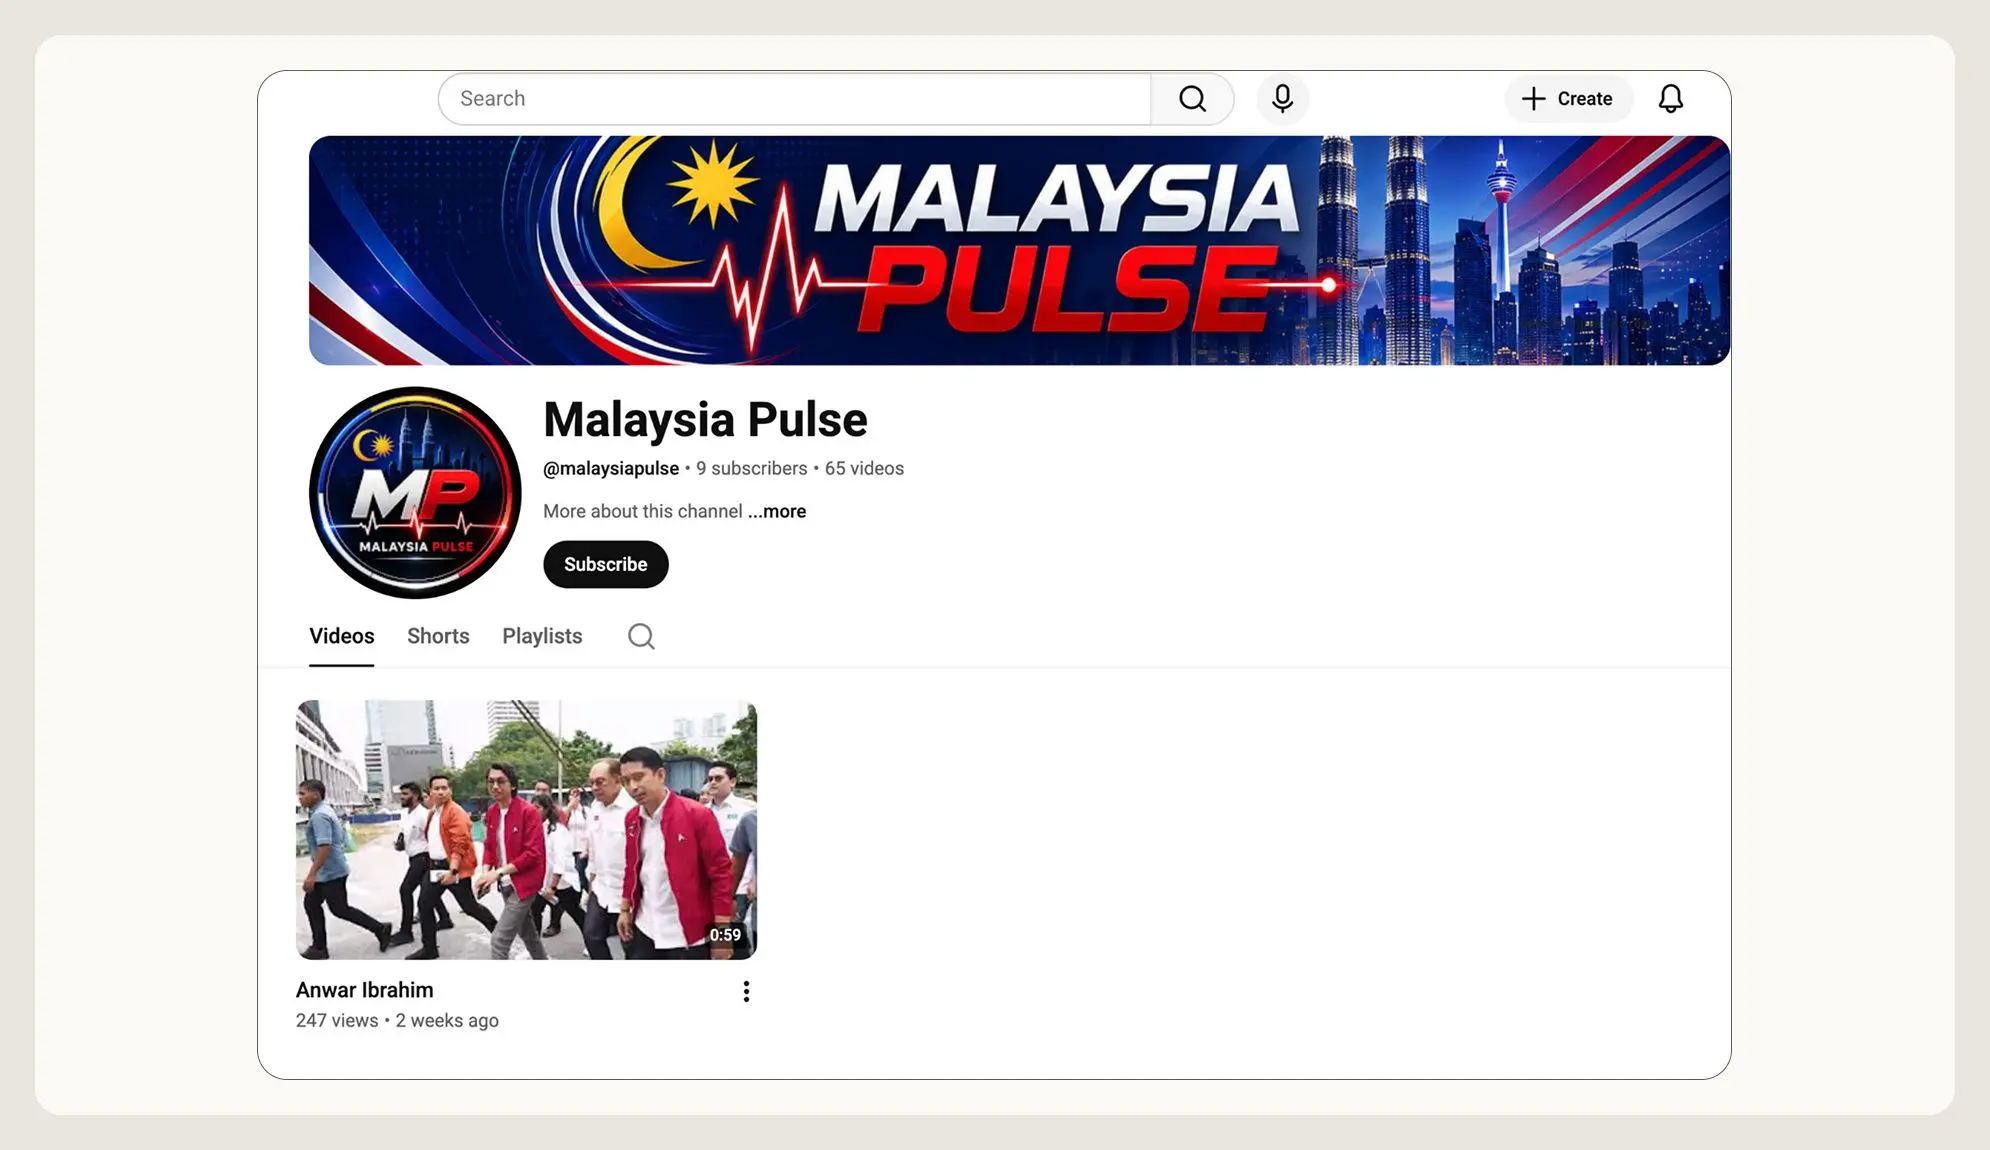 Search
Create
MALAYSIA
PULSE
MP
MALAYSIA PULSE
Malaysia Pulse
@malaysiapulse • 9 subscribers • 65 videos
More about this channel ...more
Subscribe
Videos Shorts Playlists
0:59
Anwar Ibrahim
247 views • 2 weeks ago